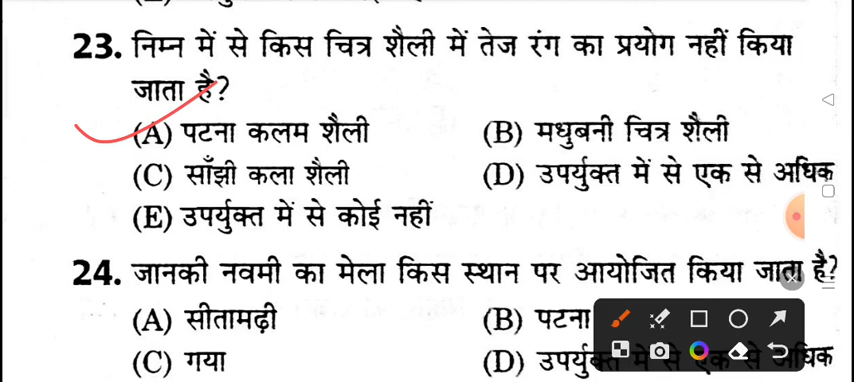 23. निम्न में से किस चित्र शैली में तेज रंग का प्रयोग नहीं किया
जाता है?
(A) पटना कलम शैली (B) मधुबनी चित्र शैली
(C) साँझी कला शैली (D) उपर्युक्त में से एक से अधिक
(E) उपर्युक्त में से कोई नहीं
24. जानकी नवमी का मेला किस स्थान पर आयोजित किया जाता है?
(A) सीतामढ़ी (B) पटना
(C) गया (D) उपर्युक्त में से एक से अधिक